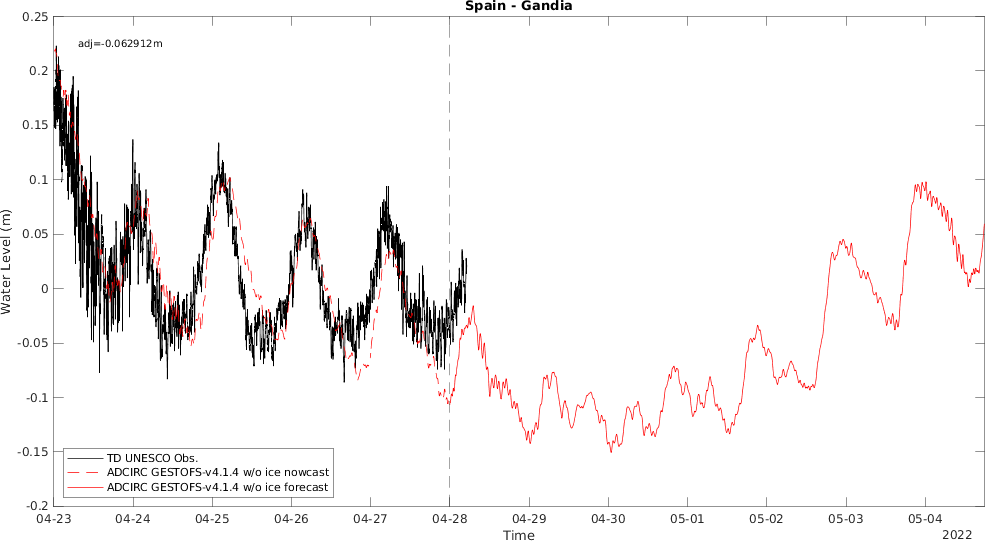 Spain - Gandia
adj=-0.062912m
0.25
0.2
0.15
0.1
0.05
0
-0.05
-0.1
-0.15
-0.2
Water Level (m)
TD UNESCO Obs.
ADCIRC GESTOFS-v4.1.4 w/o ice nowcast
ADCIRC GESTOFS-v4.1.4 w/o ice forecast
04-23 04-24 04-25 04-26 04-27 04-28 04-29 04-30 05-01 05-02 05-03 05-04
Time
2022